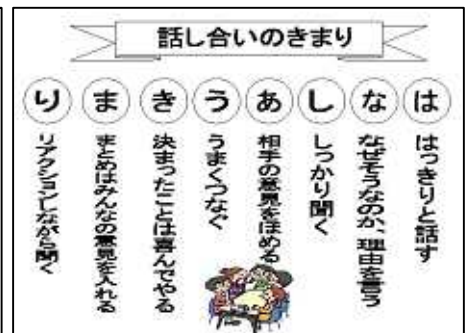 話し合いのきまり
は はっきりと話す
な なぜそうなのか、理由を言う
し しっかり聞く
あ 相手の意見をほめる
う うまくつなぐ
き 決まったことは喜んでやる
ま まとめはみんなの意見を入れる
り リアクションしながら聞く